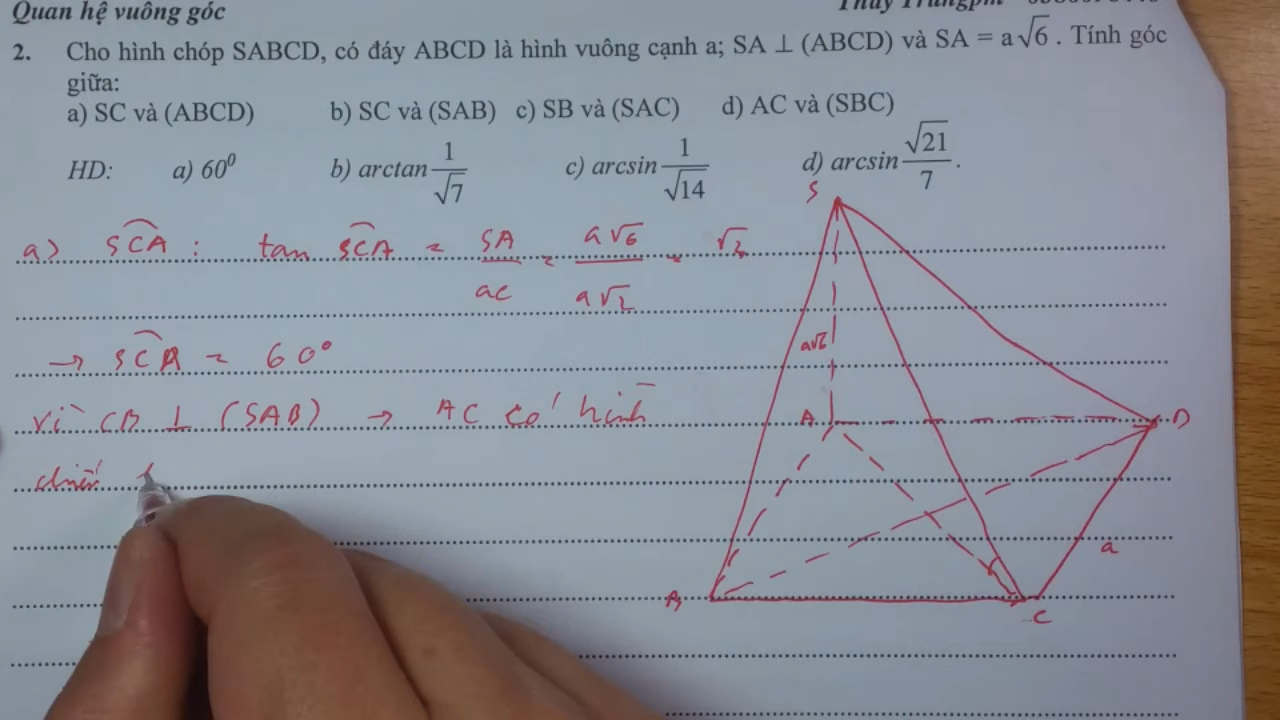 Quan hệ vuông góc
2. Cho hình chóp SABCD, có đáy ABCD là hình vuông cạnh a; SA ⊥ (ABCD) và SA = a√6 . Tính góc
giữa:
a) SC và (ABCD) b) SC và (SAB) c) SB và (SAC) d) AC và (SBC)
HD: a) 60⁰ b) arctan 1/√7 c) arcsin 1/√14 d) arcsin √21/7 .
a) SCA : tan SCA = SA/AC = a√6/a√2 = √3
→ SCA = 60°
Vì CB ⊥ (SAB) → AC có hình
chiếu
S
a√6
A
D
a
B
C